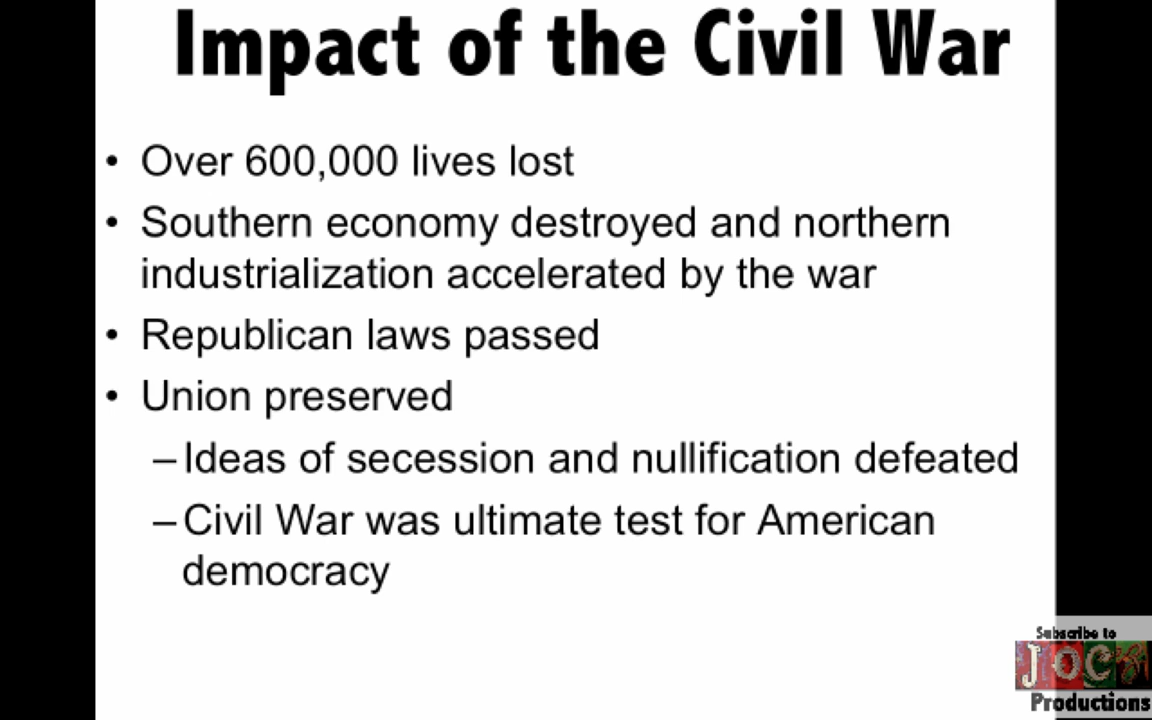 Impact of the Civil War
• Over 600,000 lives lost
• Southern economy destroyed and northern
industrialization accelerated by the war
• Republican laws passed
• Union preserved
– Ideas of secession and nullification defeated
– Civil War was ultimate test for American
democracy
Subscribe to
JOCZ
Productions